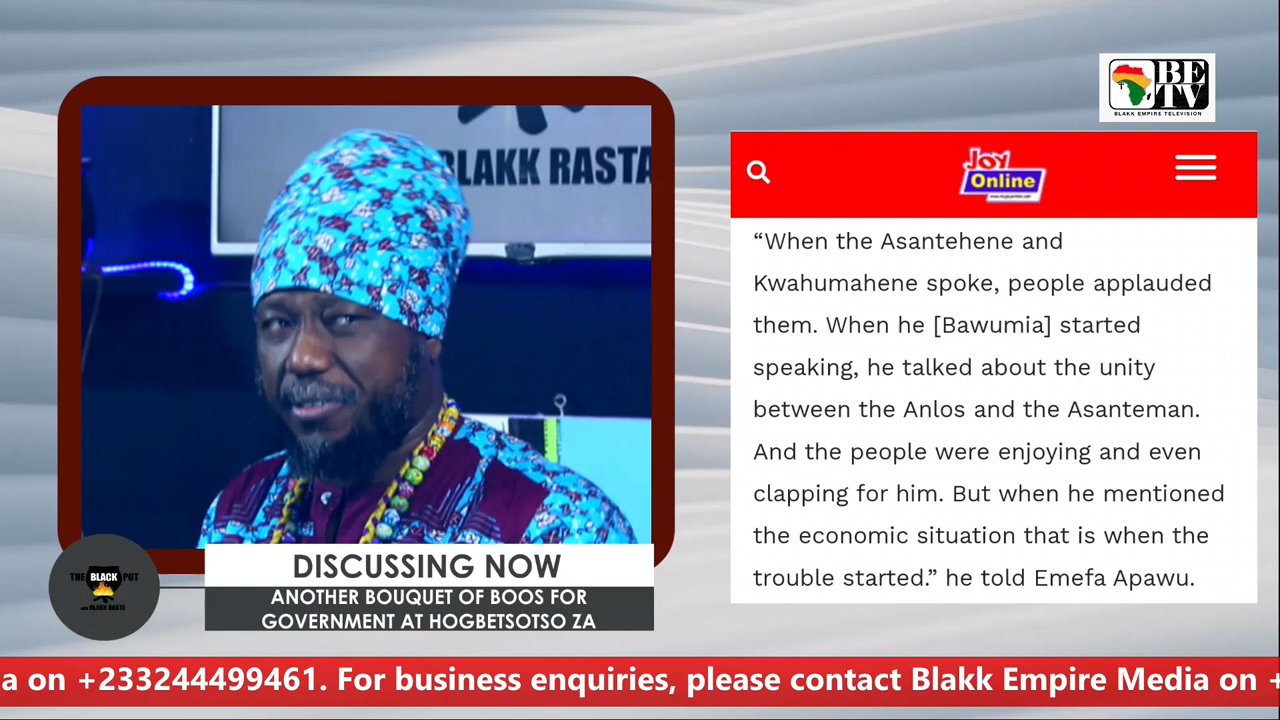 BE
TV
BLAKK EMPIRE TELEVISION
BLAKK RASTA
Joy
Online
“When the Asantehene and
Kwahumahene spoke, people applauded
them. When he [Bawumia] started
speaking, he talked about the unity
between the Anlos and the Asanteman.
And the people were enjoying and even
clapping for him. But when he mentioned
the economic situation that is when the
trouble started.” he told Emefa Apawu.
THE BLACK POT
with BLAKK RASTA
DISCUSSING NOW
ANOTHER BOUQUET OF BOOS FOR
GOVERNMENT AT HOGBETSOTSO ZA
a on +233244499461. For business enquiries, please contact Blakk Empire Media on +